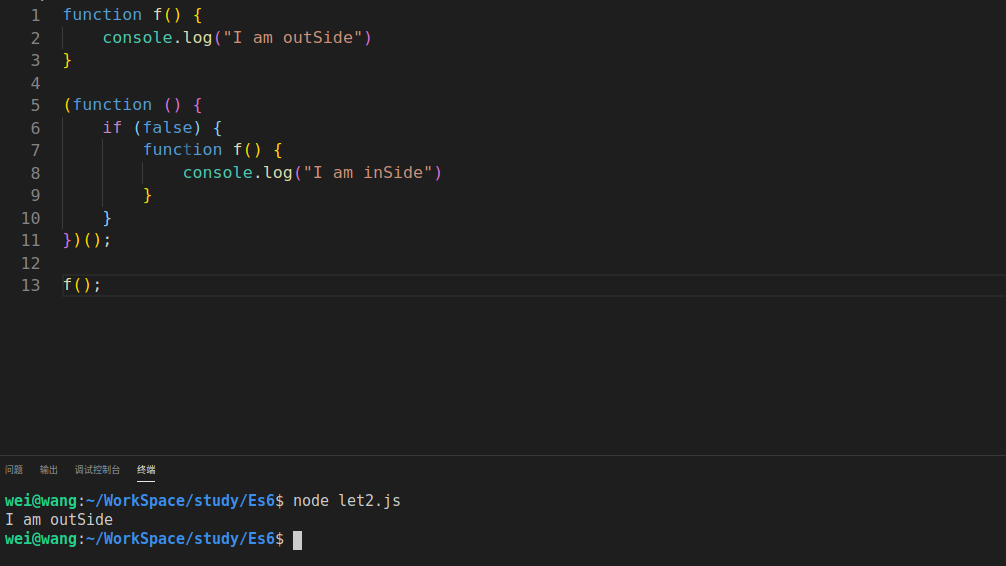 1 function f() {
2     console.log("I am outSide")
3 }
4
5 (function () {
6     if (false) {
7         function f() {
8             console.log("I am inSide")
9         }
10     }
11 })();
12
13 f();
问题 输出 调试控制台 终端
wei@wang:~/WorkSpace/study/Es6$ node let2.js
I am outSide
wei@wang:~/WorkSpace/study/Es6$